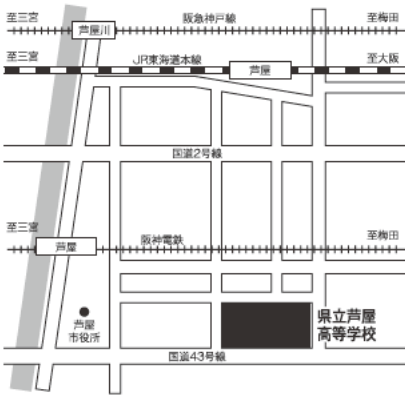 至三宮
阪急神戸線
至梅田
芦屋川
至三宮
JR東海道本線
芦屋
至大阪
国道2号線
至三宮
芦屋
阪神電鉄
至梅田
芦屋
市役所
県立芦屋
高等学校
国道43号線